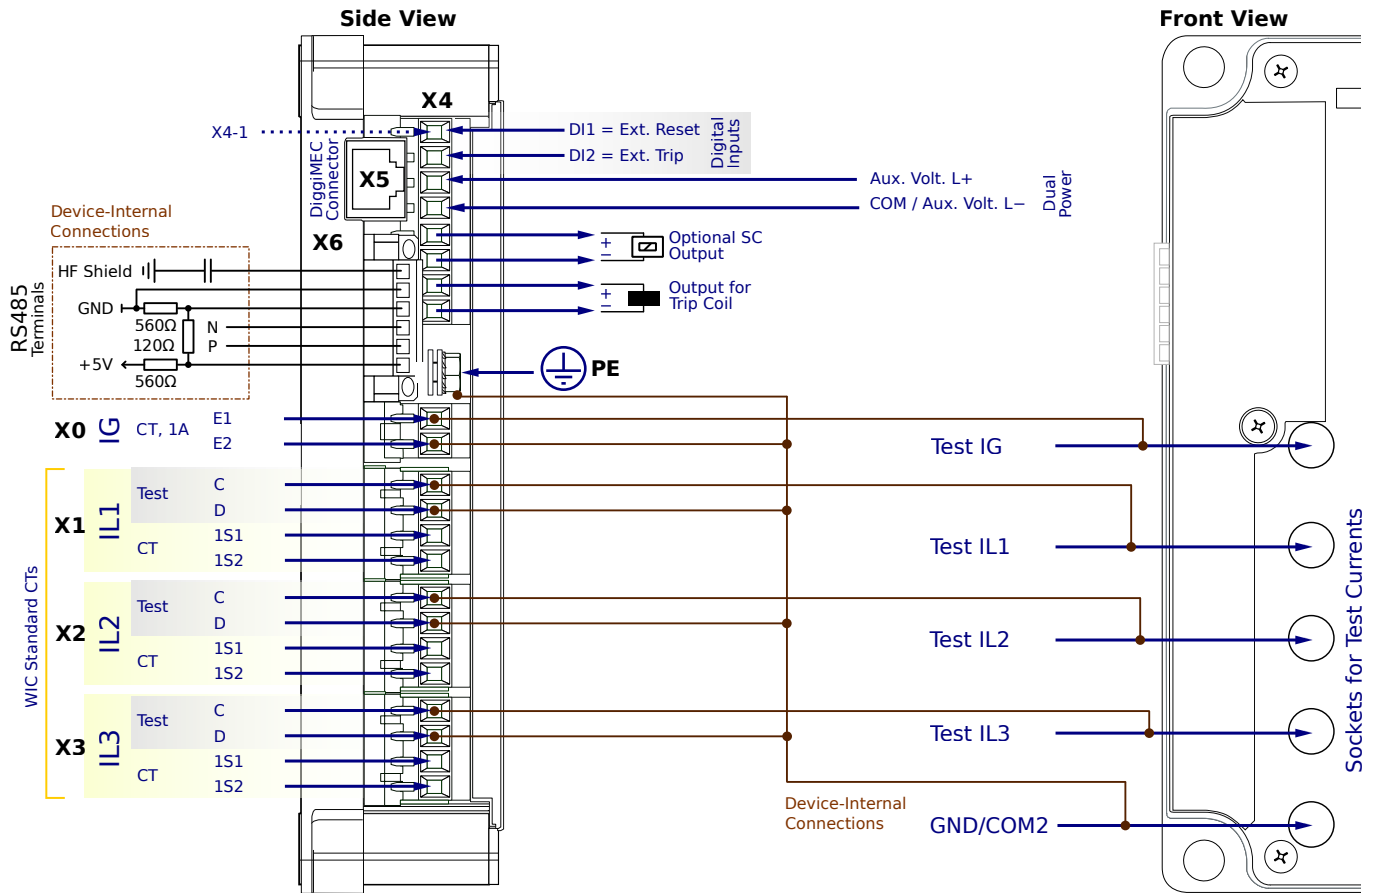 Side View
Front View
X4
X4-1
DI1 = Ext. Reset
DI2 = Ext. Trip
Digital
Inputs
DiggiMEC
Connector
X5
Aux. Volt. L+
COM / Aux. Volt. L−
Dual
Power
X6
Device-Internal
Connections
+
−
Optional SC
Output
+
−
Output for
Trip Coil
RS485
Terminals
HF Shield
GND
560Ω
N
120Ω
P
+5V
560Ω
PE
X0
IG
CT, 1A
E1
E2
Test IG
WIC Standard CTs
X1
IL1
Test
C
D
CT
1S1
1S2
Test IL1
X2
IL2
Test
C
D
CT
1S1
1S2
Test IL2
X3
IL3
Test
C
D
CT
1S1
1S2
Test IL3
Device-Internal
Connections
GND/COM2
Sockets for Test Currents